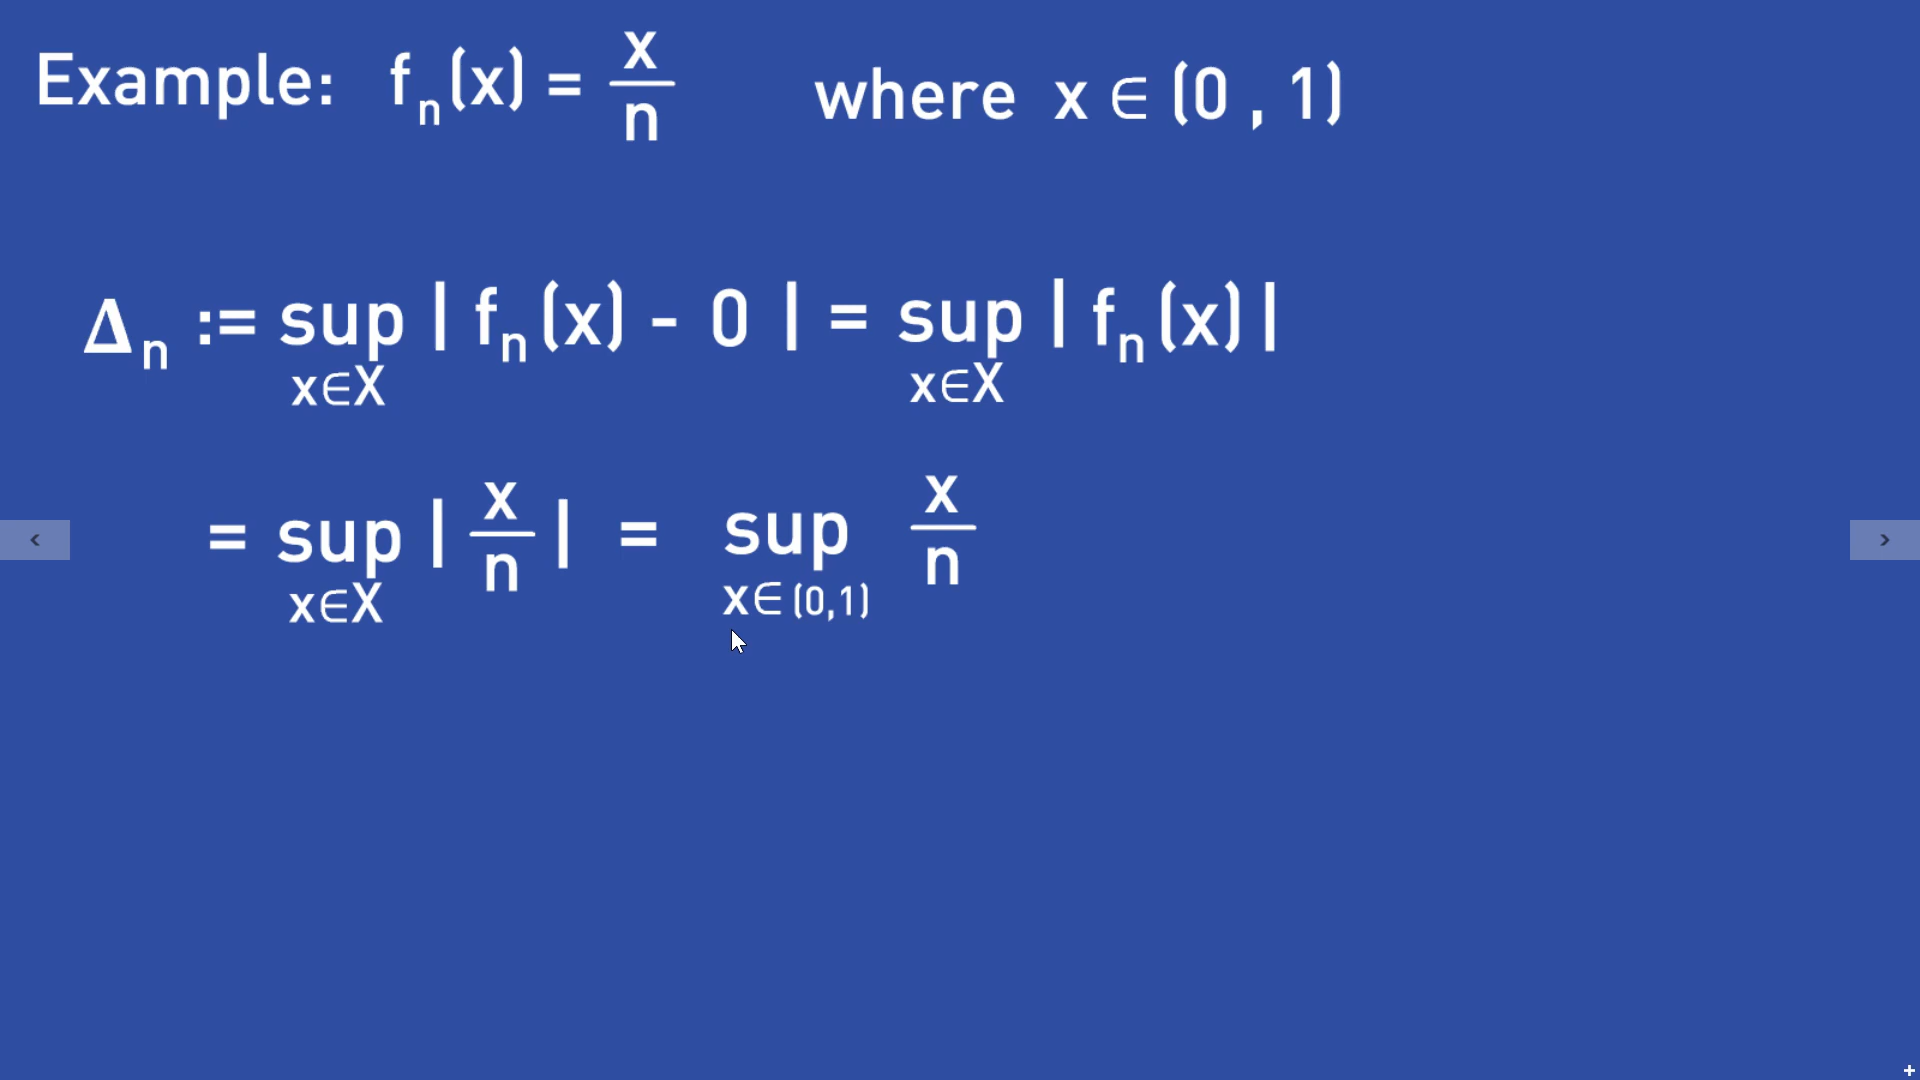 Example: fₙ(x) = x/n where x ∈ (0 , 1)
Δₙ := sup x∈X | fₙ(x) - 0 | = sup x∈X | fₙ(x) |
= sup x∈X | x/n | = sup x∈(0,1) x/n
< >
+